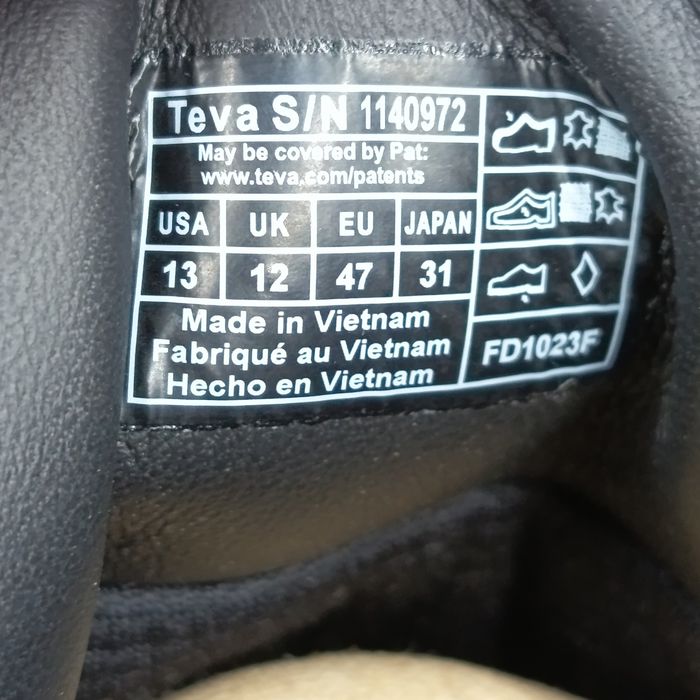 Teva S/N 1140972
May be covered by Pat:
www.teva.com/patents
USA UK EU JAPAN
13 12 47 31
Made in Vietnam
Fabriqué au Vietnam
Hecho en Vietnam
FD1023F